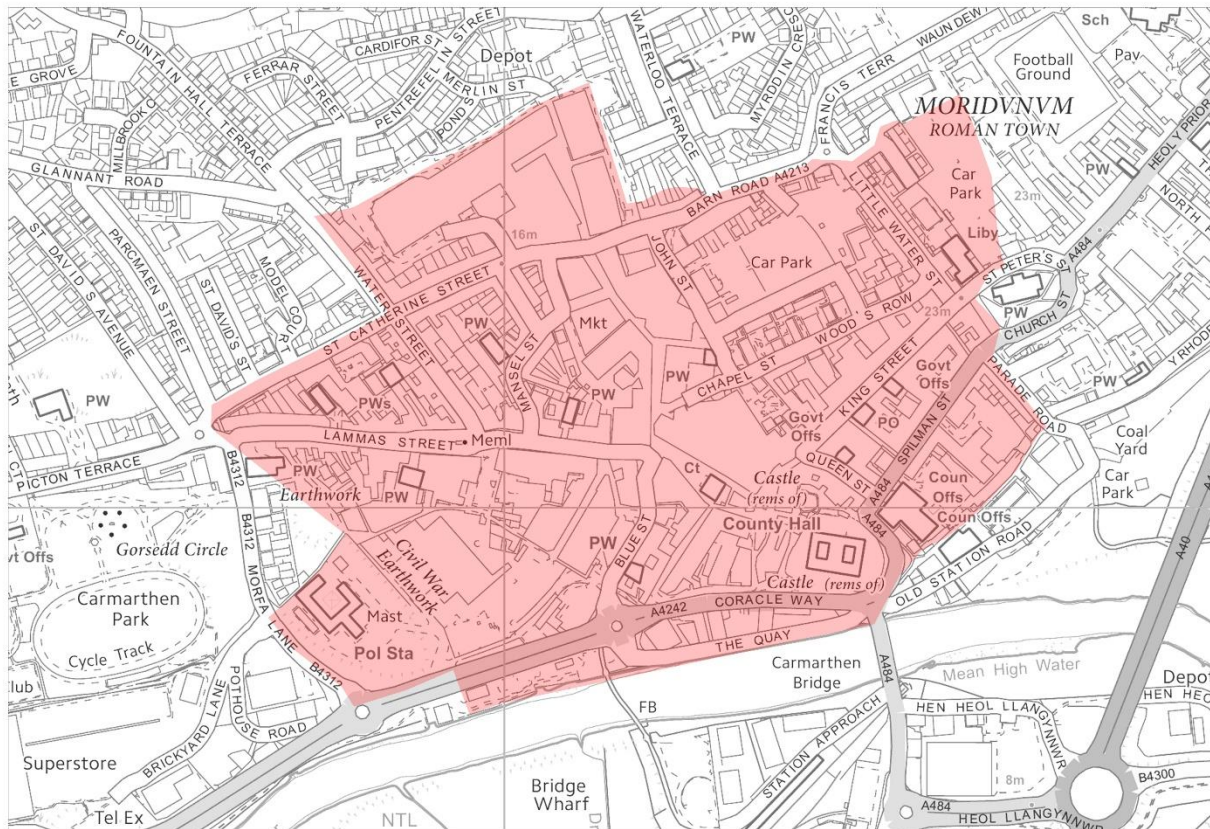 Sch
CARDIFOR ST
Depot
PW
FOUNTAIN HALL TERRACE
FERRAR STREET
PENTREFELIN STREET
MERLIN ST
POND S
WATERLOO TERRACE
MYRDDIN CRES
FRANCIS TERR
WAUNDEW
Football
Ground
Pav
MORIDVNVM
ROMAN TOWN
E GROVE
MILLBROOK
GLANNANT ROAD
HEOL PRIOR
PW
NORTH P
BARN ROAD A4213
LITTLE WATER ST
Car
Park
23m
Liby
ST DAVID S AVENUE
PARCMAEN STREET
ST DAVID'S ST
MODEL COURT
WATER STREET
ST CATHERINE STREET
16m
JOHN ST
Car Park
ST PETER'S ST
A484
PW
CHURCH ST
PW
MANSEL ST
Mkt
WOOD S ROW
23m
CHAPEL ST
PW
PW
PWs
PW
KING STREET
Govt
Offs
PARADE ROAD
PW
Y RHODF
LAMMAS STREET
Meml
Govt
Offs
PO
SPILMAN ST
Coal
Yard
Car
Park
PICTON TERRACE
B4312
PW
Earthwork
PW
Ct
Castle
(rems of)
QUEEN ST
A484
Coun
Offs
Coun Offs
County Hall
A484
A40
Gorsedd Circle
vt Offs
B4312
MORFA LANE
B4312
Civil War
Earthwork
PW
BLUE ST
Castle
(rems of)
OLD STATION ROAD
Carmarthen
Park
Cycle Track
Mast
Pol Sta
A4242
CORACLE WAY
THE QUAY
Club
BRICKYARD LANE
POTHOUSE ROAD
Carmarthen
Bridge
A484
Mean High Water
Depot
FB
STATION APPROACH
HEN HEOL LLANGYNNWR
HEN HEO
Superstore
Bridge
Wharf
8m
B4300
Tel Ex
NTL
A484
HEOL LLANGYNNWR